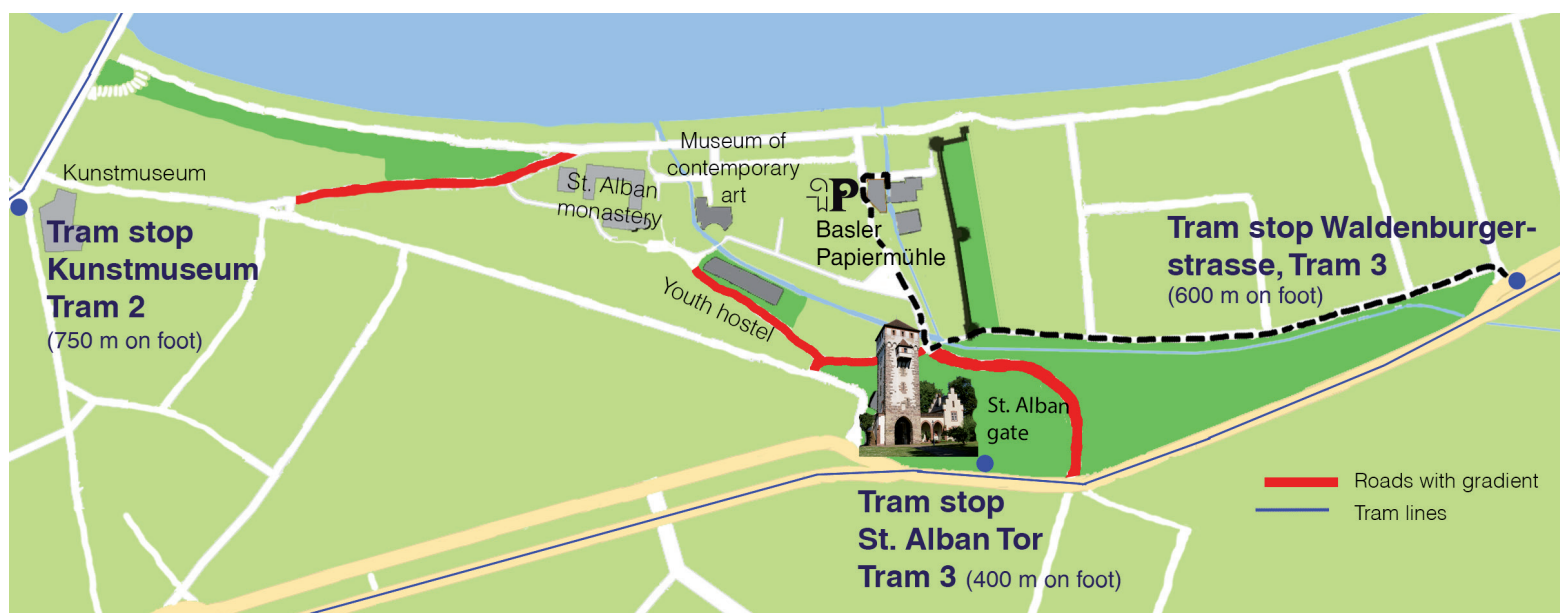 Kunstmuseum
Tram stop
Kunstmuseum
Tram 2
(750 m on foot)
St. Alban
monastery
Museum of
contemporary
art
Youth hostel
P
Basler
Papiermühle
Tram stop Waldenburger-
strasse, Tram 3
(600 m on foot)
St. Alban
gate
Tram stop
St. Alban Tor
Tram 3 (400 m on foot)
Roads with gradient
Tram lines